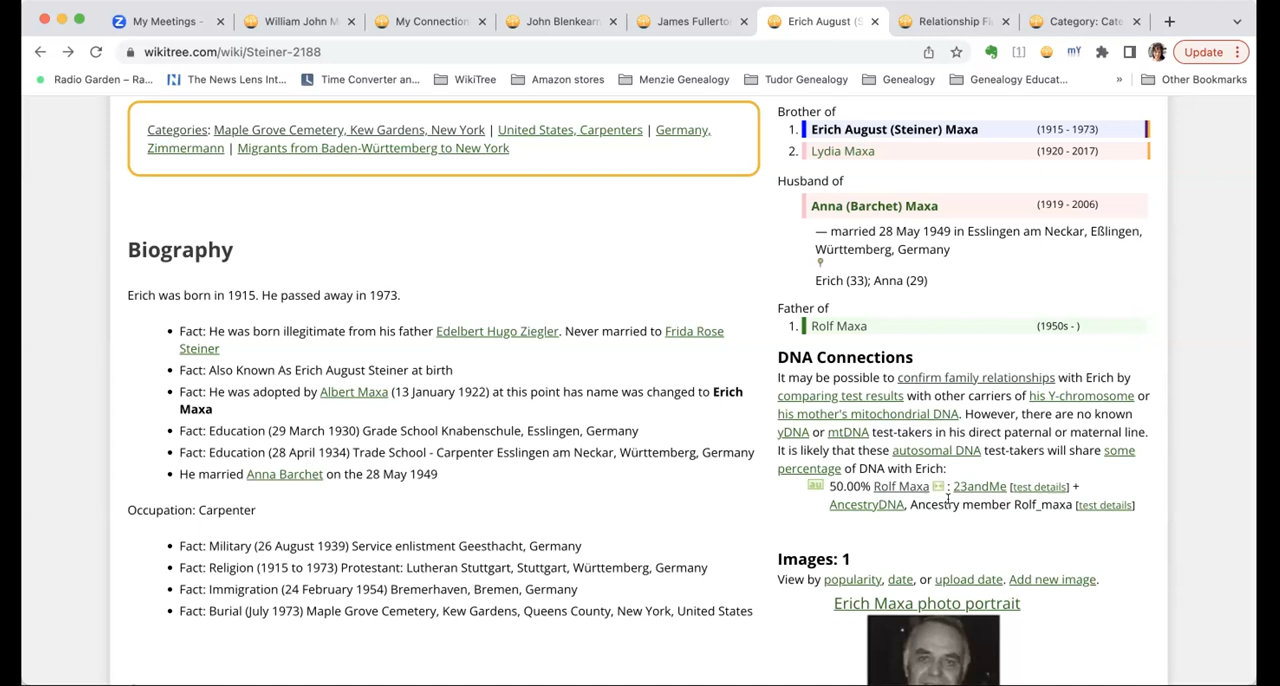 My Meetings -
William John M
My Connection
John Blenkearn
James Fullerto
Erich August (S
Relationship Fi
Category: Cate
wikitree.com/wiki/Steiner-2188
Update
Radio Garden – Ra...
The News Lens Int...
Time Converter an...
WikiTree
Amazon stores
Menzie Genealogy
Tudor Genealogy
Genealogy
Genealogy Educat...
»
Other Bookmarks
Categories: Maple Grove Cemetery, Kew Gardens, New York | United States, Carpenters | Germany,
Zimmermann | Migrants from Baden-Württemberg to New York
Biography
Erich was born in 1915. He passed away in 1973.
• Fact: He was born illegitimate from his father Edelbert Hugo Ziegler. Never married to Frida Rose
Steiner
• Fact: Also Known As Erich August Steiner at birth
• Fact: He was adopted by Albert Maxa (13 January 1922) at this point has name was changed to Erich
Maxa
• Fact: Education (29 March 1930) Grade School Knabenschule, Esslingen, Germany
• Fact: Education (28 April 1934) Trade School - Carpenter Esslingen am Neckar, Württemberg, Germany
• He married Anna Barchet on the 28 May 1949
Occupation: Carpenter
• Fact: Military (26 August 1939) Service enlistment Geesthacht, Germany
• Fact: Religion (1915 to 1973) Protestant: Lutheran Stuttgart, Stuttgart, Württemberg, Germany
• Fact: Immigration (24 February 1954) Bremerhaven, Bremen, Germany
• Fact: Burial (July 1973) Maple Grove Cemetery, Kew Gardens, Queens County, New York, United States
Brother of
1. Erich August (Steiner) Maxa (1915 - 1973)
2. Lydia Maxa (1920 - 2017)
Husband of
Anna (Barchet) Maxa (1919 - 2006)
— married 28 May 1949 in Esslingen am Neckar, Eßlingen,
Württemberg, Germany
Erich (33); Anna (29)
Father of
1. Rolf Maxa (1950s - )
DNA Connections
It may be possible to confirm family relationships with Erich by
comparing test results with other carriers of his Y-chromosome or
his mother's mitochondrial DNA. However, there are no known
yDNA or mtDNA test-takers in his direct paternal or maternal line.
It is likely that these autosomal DNA test-takers will share some
percentage of DNA with Erich:
au 50.00% Rolf Maxa : 23andMe [test details] +
AncestryDNA, Ancestry member Rolf_maxa [test details]
Images: 1
View by popularity, date, or upload date. Add new image.
Erich Maxa photo portrait